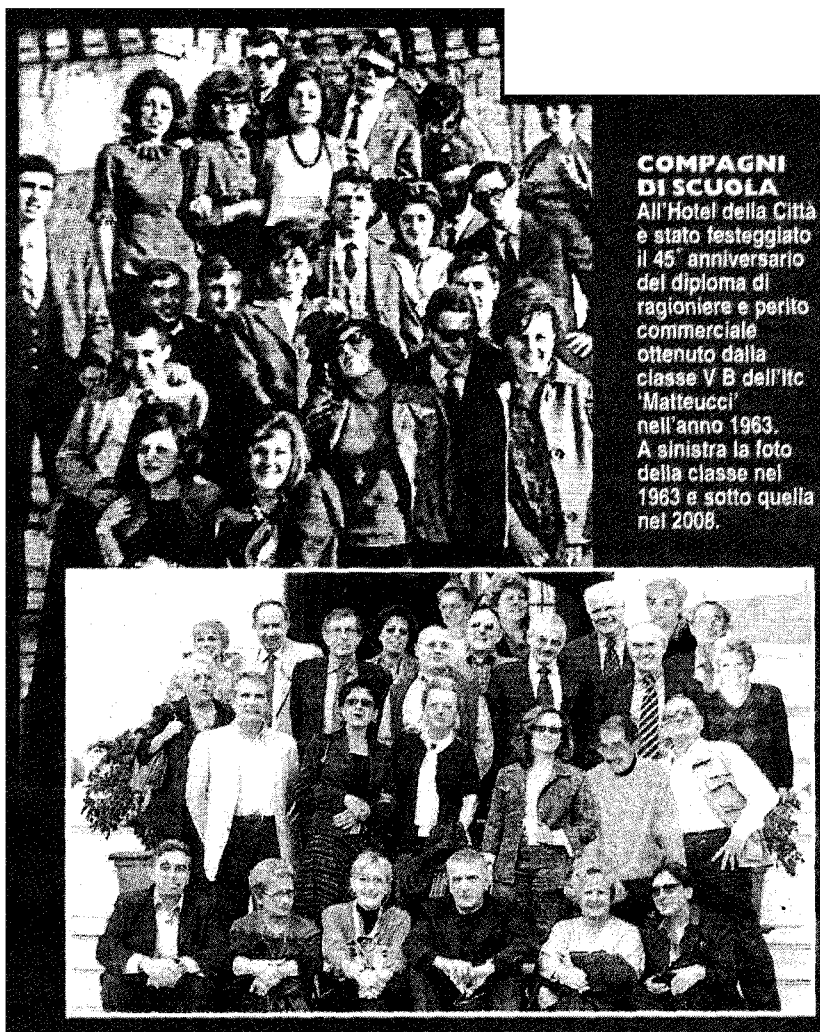 COMPAGNI
DI SCUOLA
All'Hotel della Città
è stato festeggiato
il 45° anniversario
del diploma di
ragioniere e perito
commerciale
ottenuto dalla
classe V B dell'Itc
'Matteucci'
nell'anno 1963.
A sinistra la foto
della classe nel
1963 e sotto quella
nel 2008.